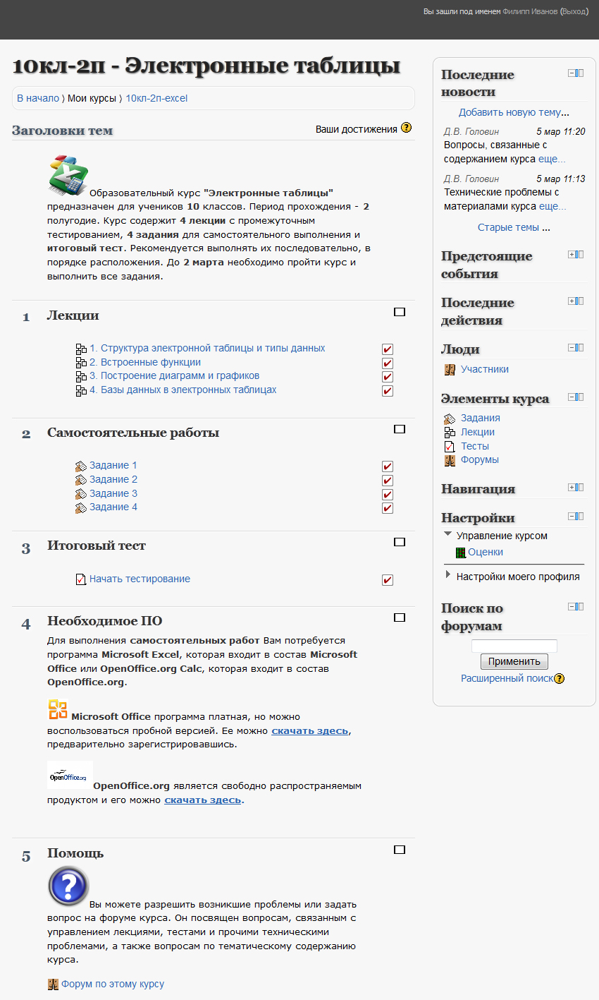 Вы зашли под именем Филипп Иванов (Выход)
10кл-2п - Электронные таблицы
В начало ⟩ Мои курсы ⟩ 10кл-2п-excel
Заголовки тем
Ваши достижения
Образовательный курс "Электронные таблицы"
предназначен для учеников 10 классов. Период прохождения - 2
полугодие. Курс содержит 4 лекции с промежуточным
тестированием, 4 задания для самостоятельного выполнения и
итоговый тест. Рекомендуется выполнять их последовательно, в
порядке расположения. До 2 марта необходимо пройти курс и
выполнить все задания.
1 Лекции
1. Структура электронной таблицы и типы данных
2. Встроенные функции
3. Построение диаграмм и графиков
4. Базы данных в электронных таблицах
2 Самостоятельные работы
Задание 1
Задание 2
Задание 3
Задание 4
3 Итоговый тест
Начать тестирование
4 Необходимое ПО
Для выполнения самостоятельных работ Вам потребуется
программа Microsoft Excel, которая входит в состав Microsoft
Office или OpenOffice.org Calc, которая входит в состав
OpenOffice.org.
Microsoft Office программа платная, но можно
воспользоваться пробной версией. Ее можно скачать здесь,
предварительно зарегистрировавшись.
OpenOffice.org
OpenOffice.org является свободно распространяемым
продуктом и его можно скачать здесь.
5 Помощь
Вы можете разрешить возникшие проблемы или задать
вопрос на форуме курса. Он посвящен вопросам, связанным с
управлением лекциями, тестами и прочими техническими
проблемами, а также вопросам по тематическому содержанию
курса.
Форум по этому курсу
Последние
новости
Добавить новую тему...
Д.В. Головин 5 мар 11:20
Вопросы, связанные с
содержанием курса еще...
Д.В. Головин 5 мар 11:13
Технические проблемы с
материалами курса еще...
Старые темы ...
Предстоящие
события
Последние
действия
Люди
Участники
Элементы курса
Задания
Лекции
Тесты
Форумы
Навигация
Настройки
Управление курсом
Оценки
Настройки моего профиля
Поиск по
форумам
Применить
Расширенный поиск